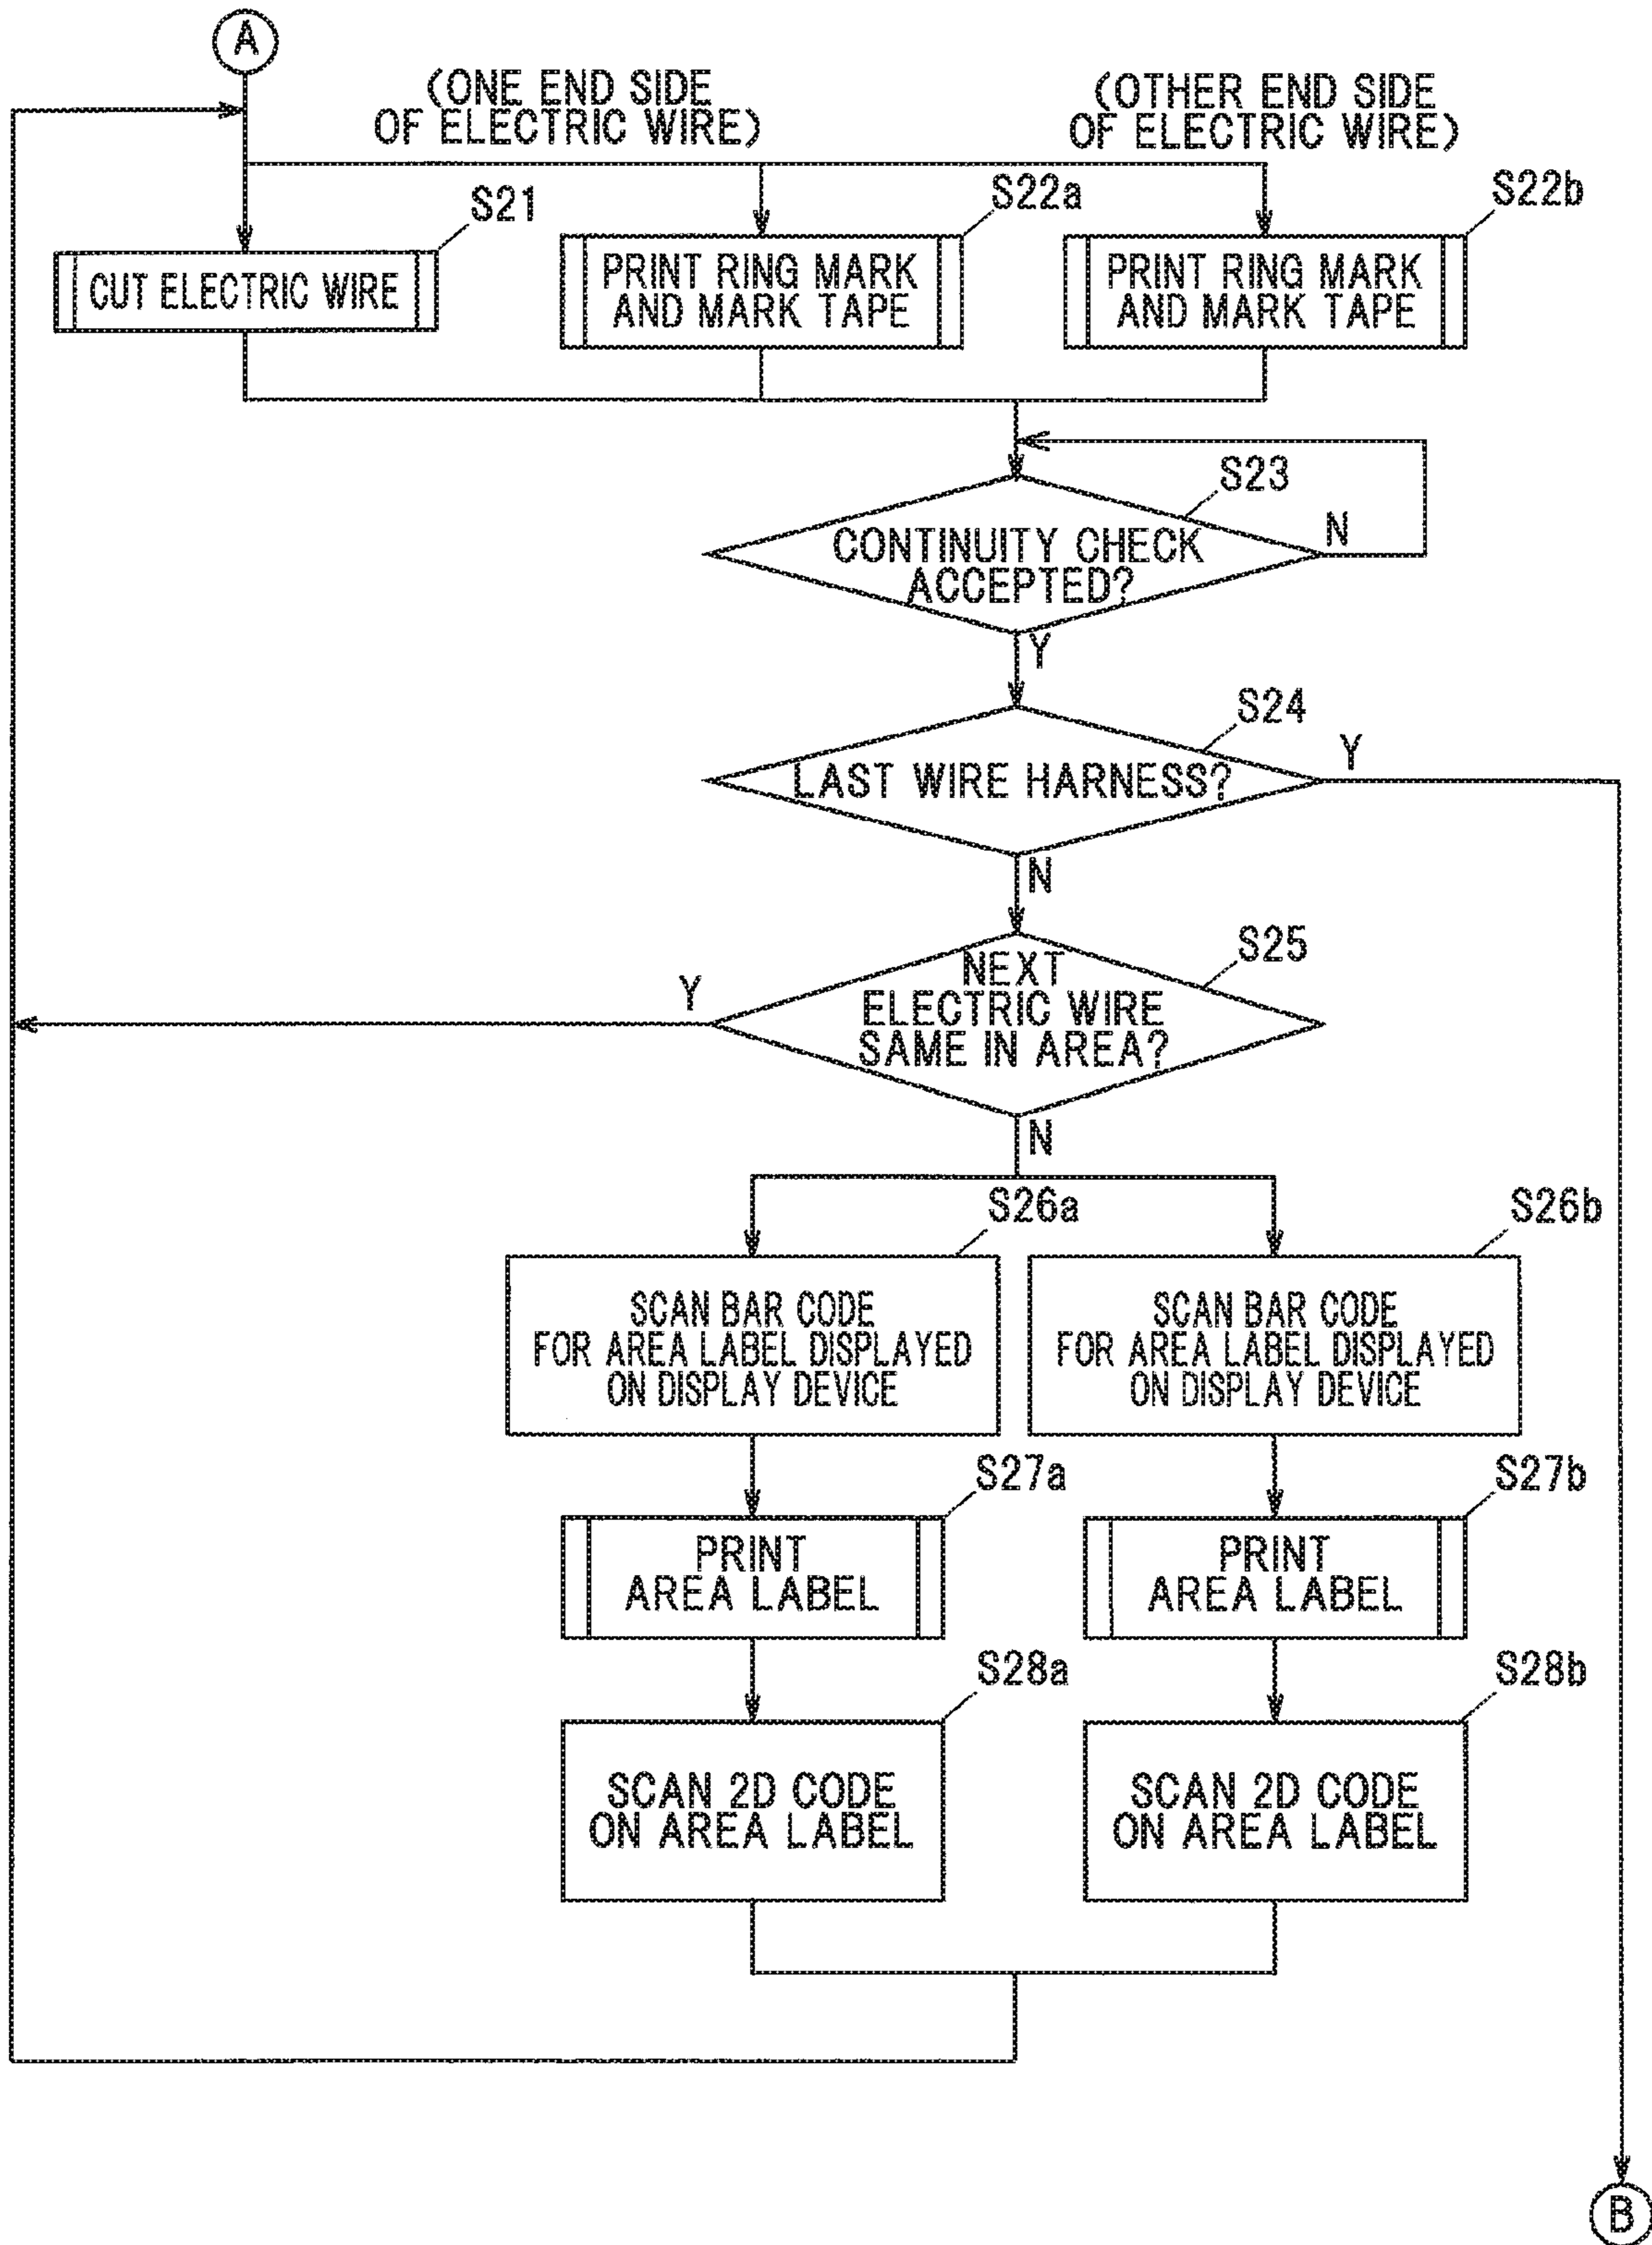 A
(ONE END SIDE
OF ELECTRIC WIRE)
(OTHER END SIDE
OF ELECTRIC WIRE)
S21
S22a
S22b
CUT ELECTRIC WIRE
PRINT RING MARK
AND MARK TAPE
PRINT RING MARK
AND MARK TAPE
S23
CONTINUITY CHECK
ACCEPTED?
N
Y
S24
LAST WIRE HARNESS?
Y
N
S25
NEXT
ELECTRIC WIRE
SAME IN AREA?
Y
N
S26a
S26b
SCAN BAR CODE
FOR AREA LABEL DISPLAYED
ON DISPLAY DEVICE
SCAN BAR CODE
FOR AREA LABEL DISPLAYED
ON DISPLAY DEVICE
S27a
S27b
PRINT
AREA LABEL
PRINT
AREA LABEL
S28a
S28b
SCAN 2D CODE
ON AREA LABEL
SCAN 2D CODE
ON AREA LABEL
B